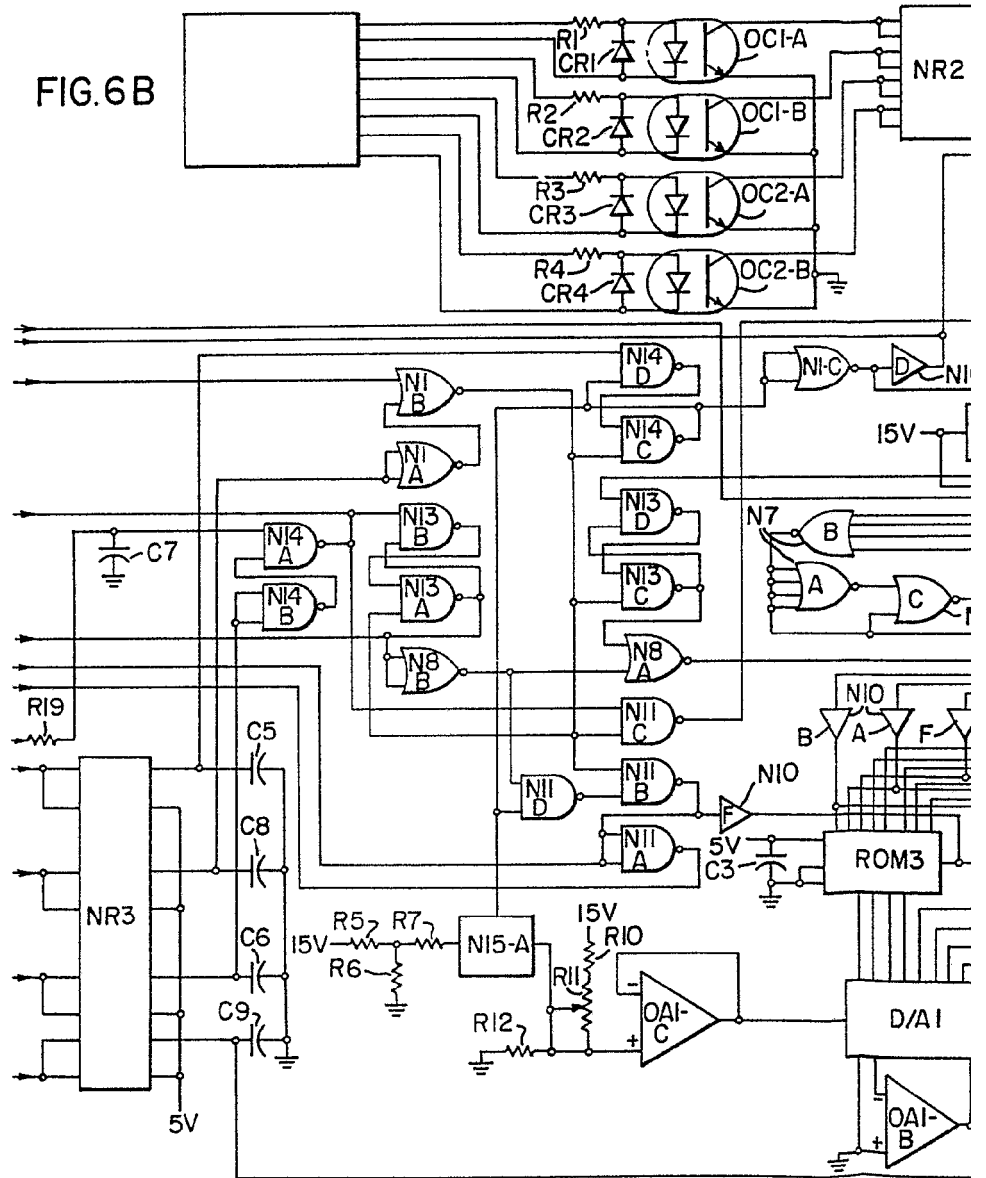 FIG.6B
R1
CR1
OC1-A
NR2
R2
CR2
OC1-B
R3
CR3
OC2-A
R4
CR4
OC2-B
N14
D
N1
B
N1-C
D
N14
C
15V
N1
A
N13
D
N13
B
N7
B
N14
A
C7
N13
C
A
C
N14
B
N13
A
N8
B
N8
A
R19
N11
C
N10
B
A
F
C5
N11
D
N11
B
F
N10
C8
N11
A
5V
C3
ROM3
NR3
15V
R5
R7
R6
N15-A
15V
R10
R11
C6
C9
R12
-
+
OA1-
C
D/A1
5V
-
+
OA1-
B